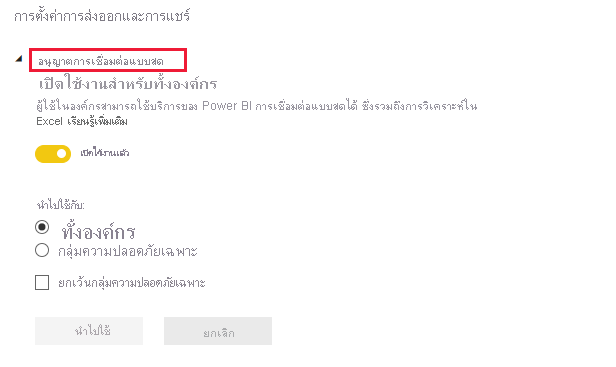 การตั้งค่าการส่งออกและการแชร์
อนุญาตการเชื่อมต่อแบบสด
เปิดใช้งานสำหรับทั้งองค์กร
ผู้ใช้ในองค์กรสามารถใช้บริการของ Power BI การเชื่อมต่อแบบสดได้ ซึ่งรวมถึงการวิเคราะห์ใน
Excel เรียนรู้เพิ่มเติม
เปิดใช้งานแล้ว
นำไปใช้กับ:
ทั้งองค์กร
กลุ่มความปลอดภัยเฉพาะ
ยกเว้นกลุ่มความปลอดภัยเฉพาะ
นำไปใช้
ยกเลิก